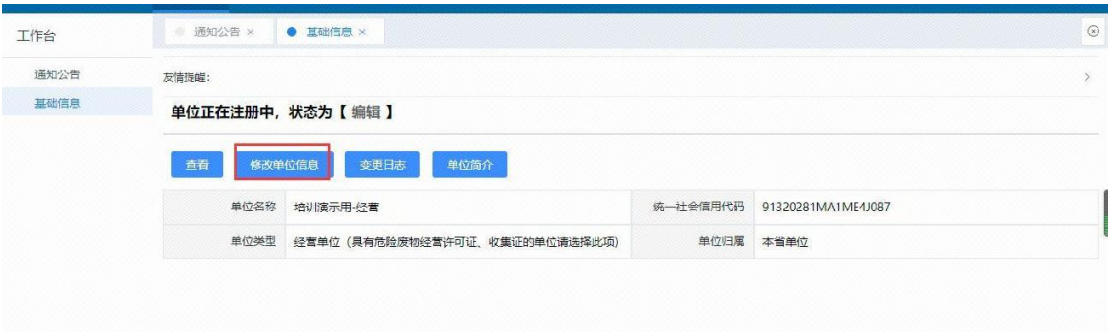 工作台
通知公告 × 基础信息 ×
通知公告
基础信息
友情提醒：
单位正在注册中，状态为【 编辑 】
查看 修改单位信息 变更日志 单位简介
单位名称 培训演示用-经营 统一社会信用代码 91320281MA1ME4J087
单位类型 经营单位（具有危险废物经营许可证、收集证的单位请选择此项） 单位归属 本省单位